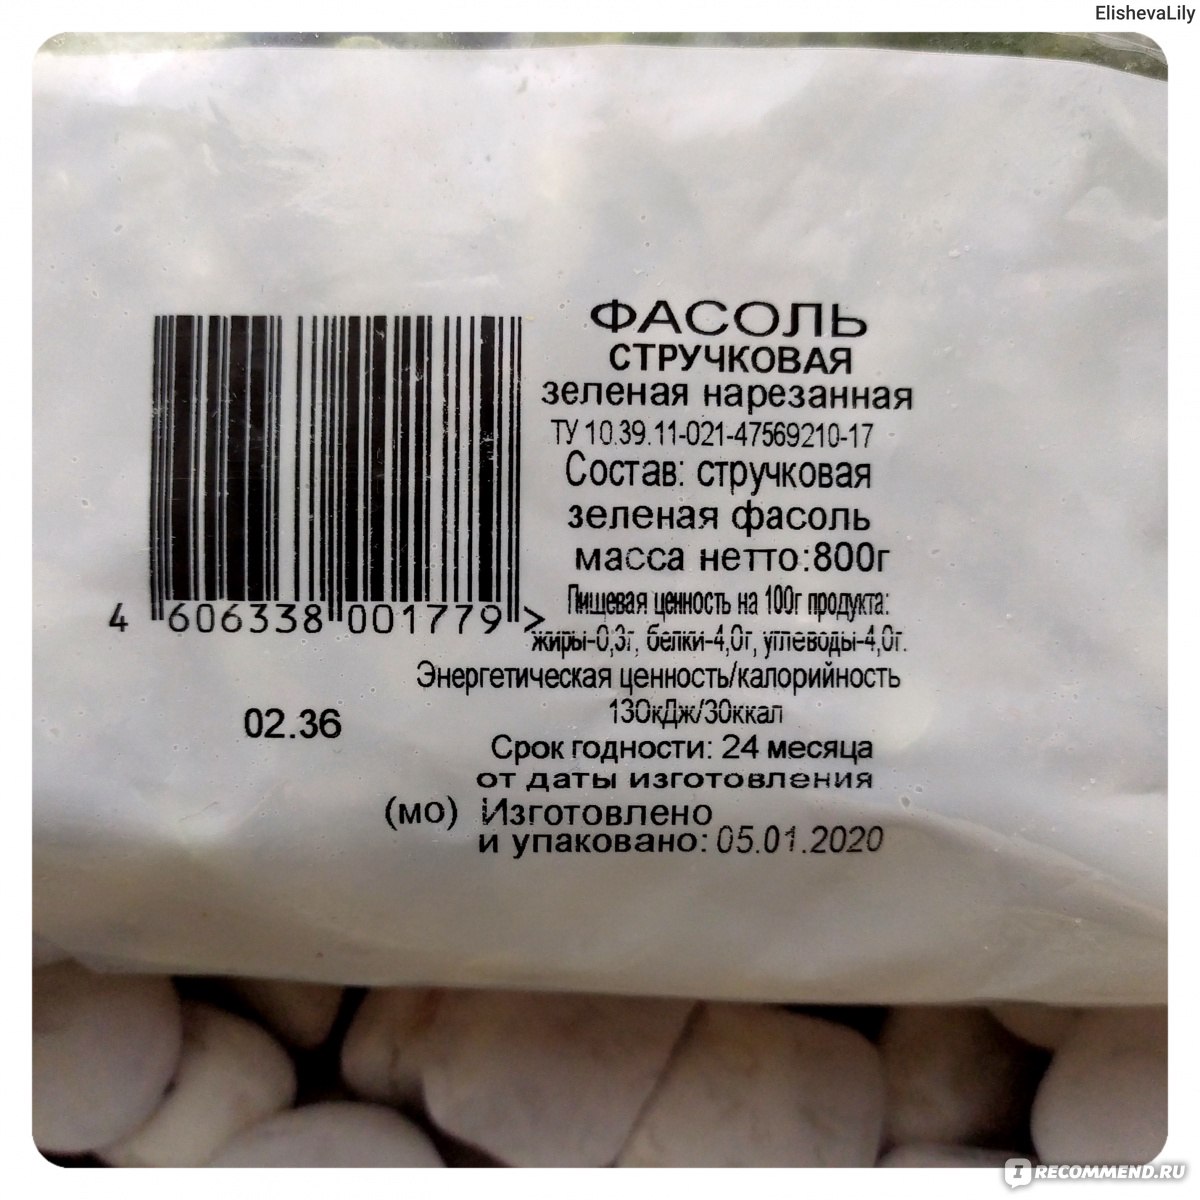 ElishevaLily
ФАСОЛЬ
СТРУЧКОВАЯ
зеленая нарезанная
ТУ 10.39.11-021-47569210-17
Состав: стручковая
зеленая фасоль
масса нетто:800г
Пищевая ценность на 100г продукта:
жиры-0,3г, белки-4,0г, углеводы-4,0г.
Энергетическая ценность/калорийность
130кДж/30ккал
Срок годности: 24 месяца
от даты изготовления
(мо) Изготовлено
и упаковано: 05.01.2020
4 606338 001779 >
02.36
IRECOMMEND.RU